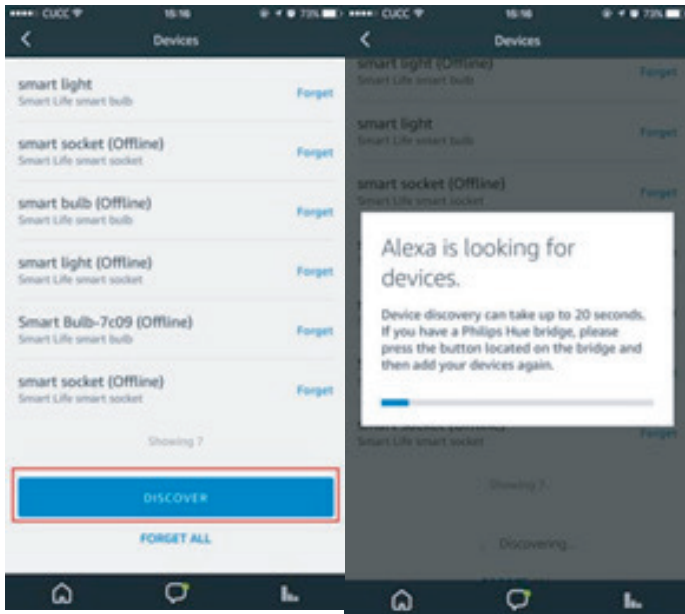 CUCC
15:16
73%
Devices
smart light
Smart Life smart bulb
Forget
smart socket (Offline)
Smart Life smart socket
Forget
smart bulb (Offline)
Smart Life smart bulb
Forget
smart light (Offline)
Smart Life smart socket
Forget
Smart Bulb-7c09 (Offline)
Smart Life smart bulb
Forget
smart socket (Offline)
Smart Life smart socket
Forget
Showing 7
DISCOVER
FORGET ALL
CUCC
15:16
73%
Devices
smart light (Offline)
Smart Life smart bulb
Forget
smart light
Smart Life smart bulb
Forget
smart socket (Offline)
Smart Life smart socket
Forget
Alexa is looking for
devices.
Device discovery can take up to 20 seconds.
If you have a Philips Hue bridge, please
press the button located on the bridge and
then add your devices again.
smart socket (Offline)
Smart Life smart socket
Forget
Showing 7
Discovering...